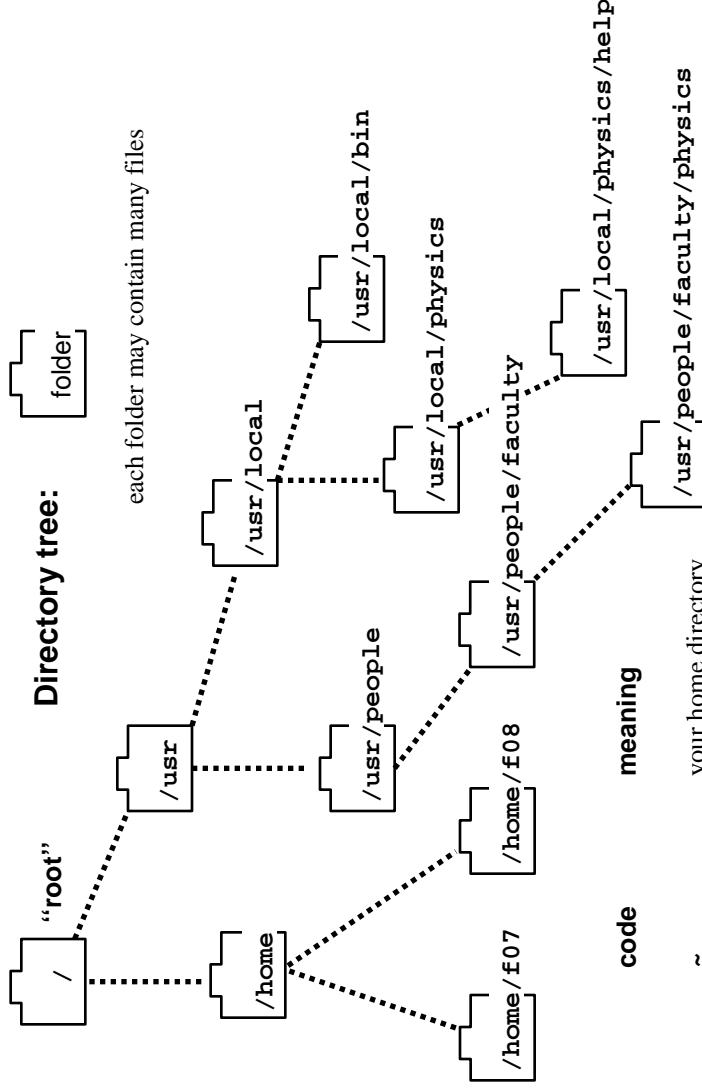 Directory tree:
folder
each folder may contain many files
/
“root”
/usr
/usr/local
/usr/local/bin
/home
/usr/people
/usr/local/physics
/home/f07
/home/f08
/usr/people/faculty
/usr/local/physics/help
/usr/people/faculty/physics
code meaning
~ your home directory